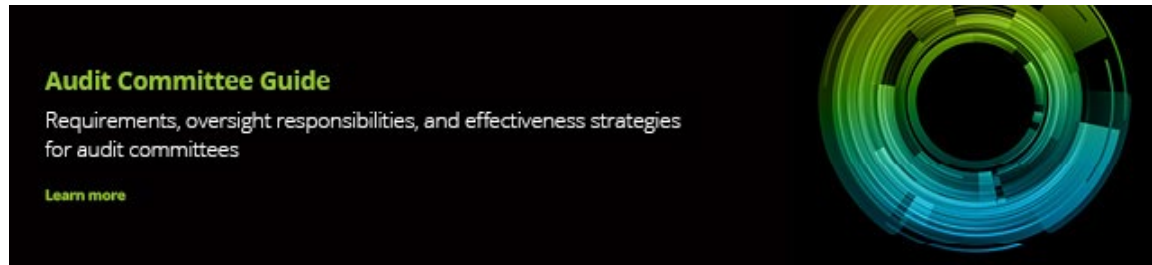 Audit Committee Guide
Requirements, oversight responsibilities, and effectiveness strategies
for audit committees
Learn more